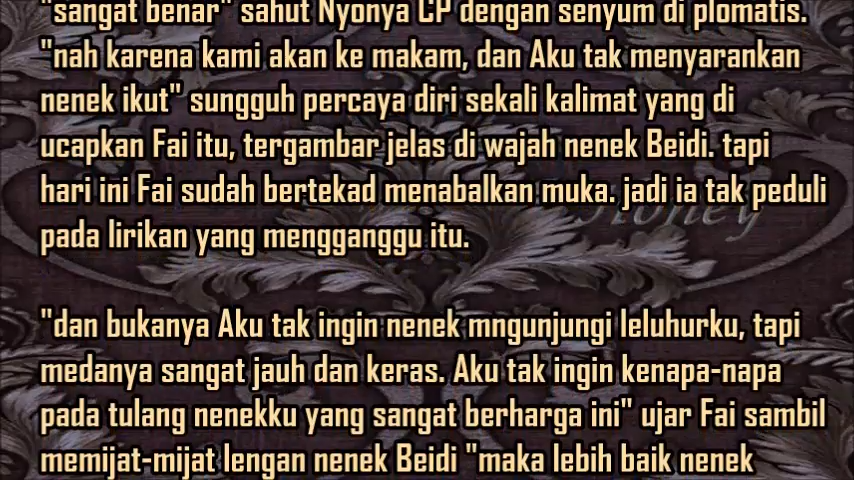 "sangat benar" sahut Nyonya CP dengan senyum di plomatis.
"nah karena kami akan ke makam, dan Aku tak menyarankan
nenek ikut" sungguh percaya diri sekali kalimat yang di
ucapkan Fai itu, tergambar jelas di wajah nenek Beidi. tapi
hari ini Fai sudah bertekad menabalkan muka. jadi ia tak peduli
pada lirikan yang mengganggu itu.
Honey
"dan bukanya Aku tak ingin nenek mngunjungi leluhurku, tapi
medanya sangat jauh dan keras. Aku tak ingin kenapa-napa
pada tulang nenekku yang sangat berharga ini" ujar Fai sambil
memijat-mijat lengan nenek Beidi "maka lebih baik nenek